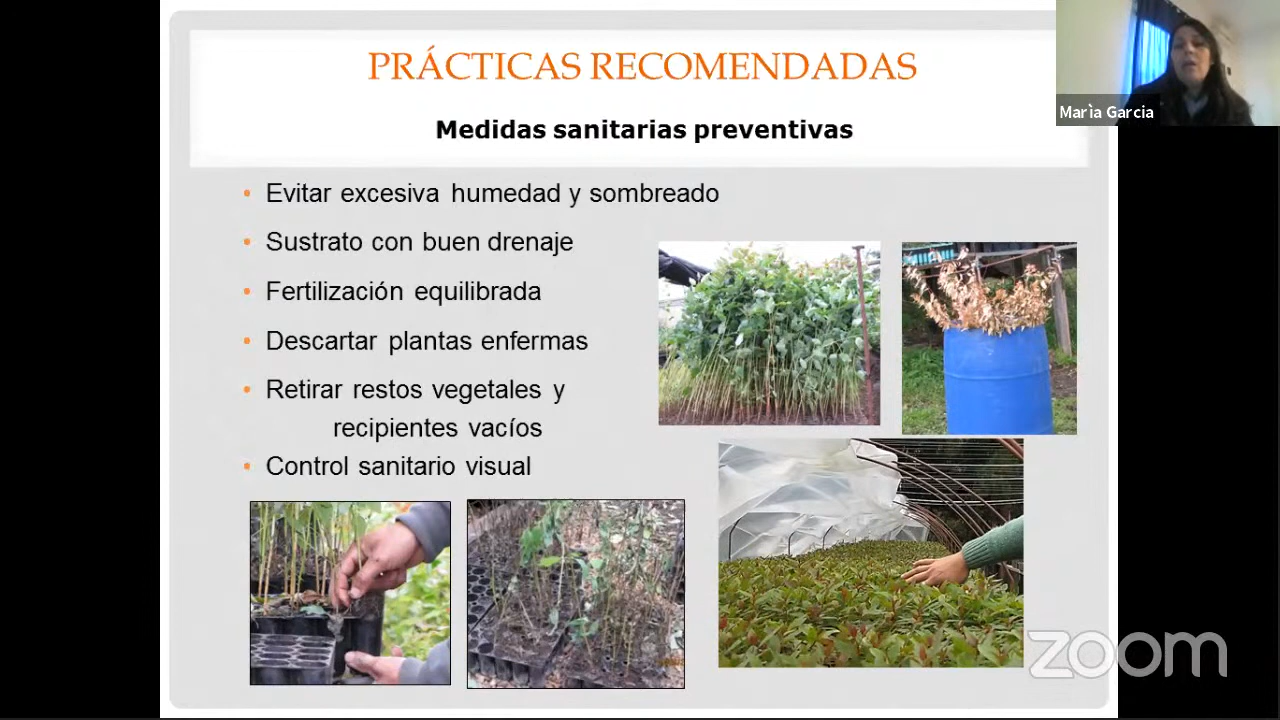 PRÁCTICAS RECOMENDADAS
Medidas sanitarias preventivas
Marìa Garcia
• Evitar excesiva humedad y sombreado
• Sustrato con buen drenaje
• Fertilización equilibrada
• Descartar plantas enfermas
• Retirar restos vegetales y
recipientes vacíos
• Control sanitario visual
zoom